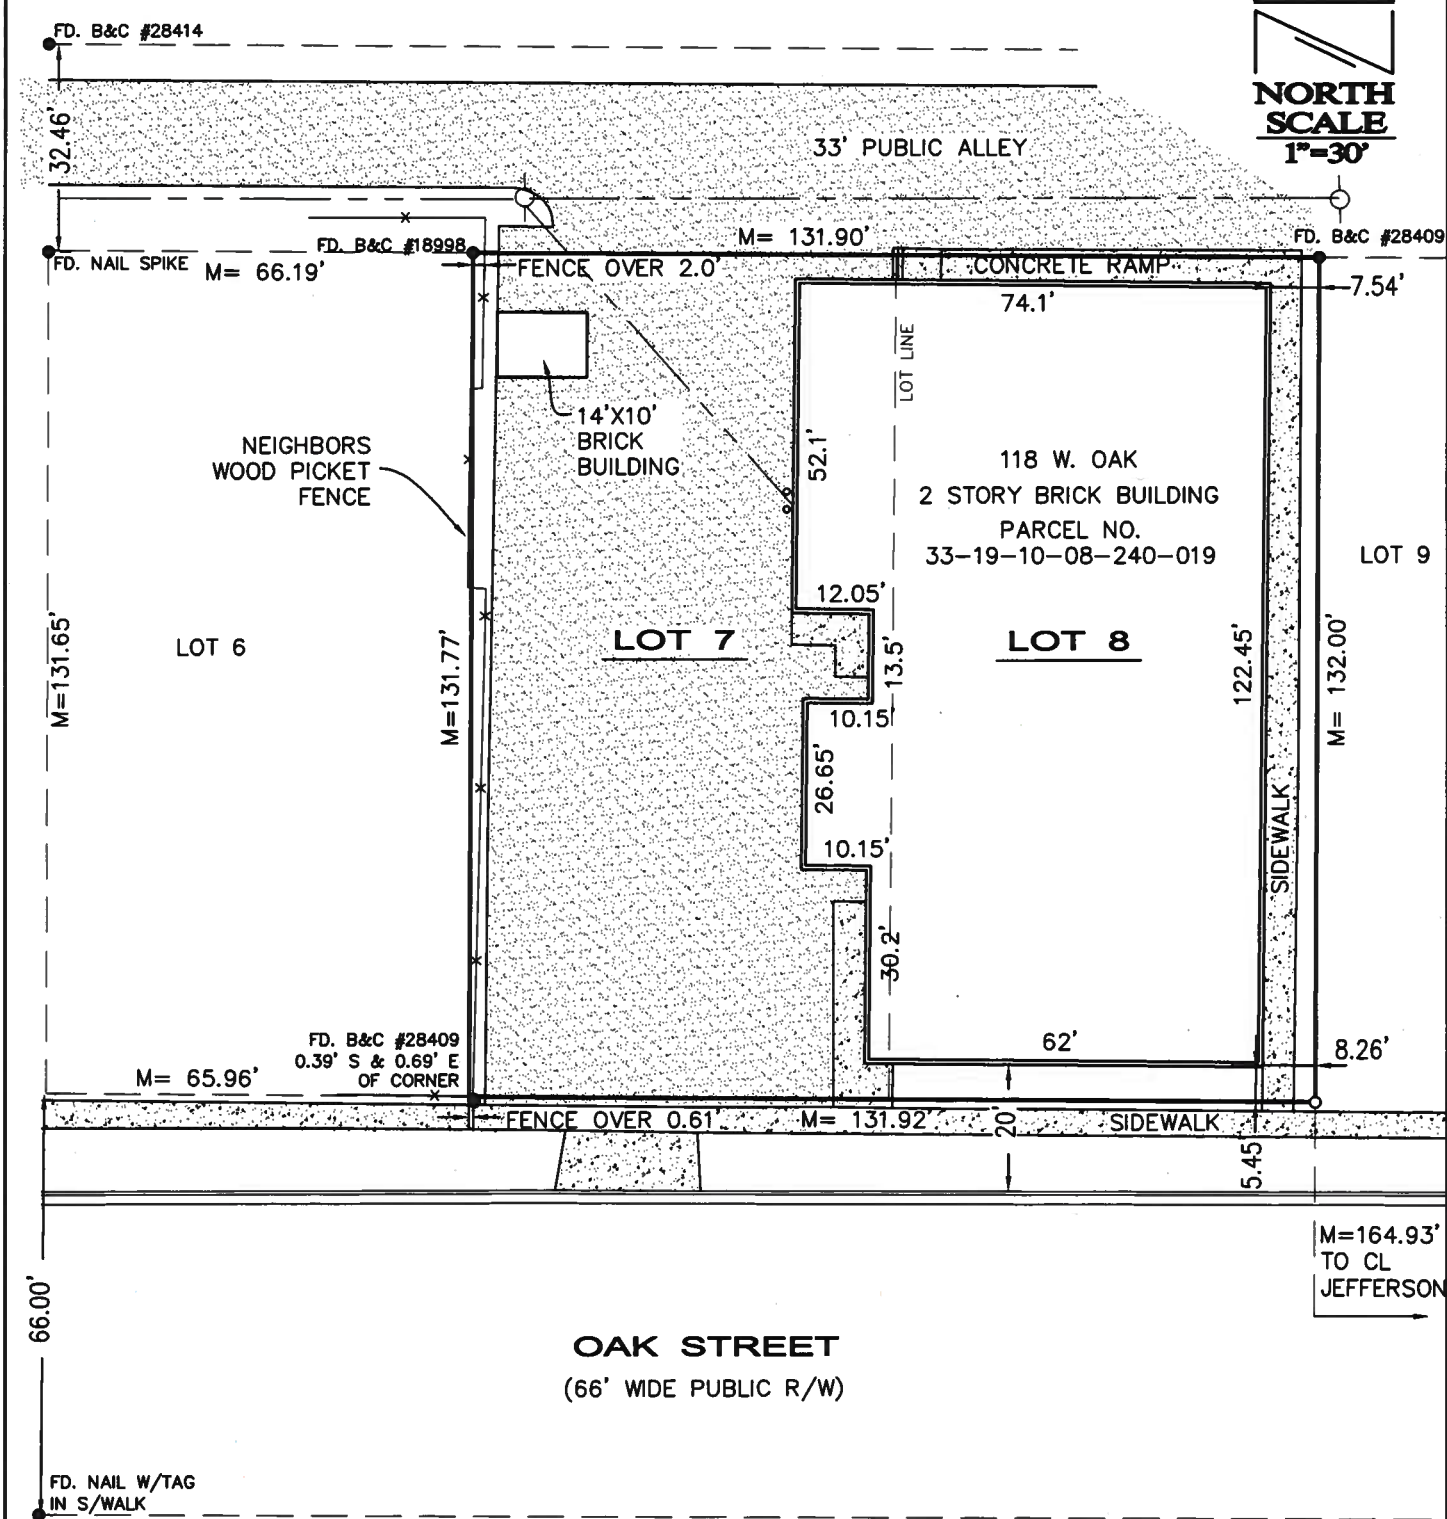 FD. B&C #28414
NORTH
SCALE
1"=30'
32.46'
33' PUBLIC ALLEY
FD. B&C #18998
M= 131.90'
FD. B&C #28409
FD. NAIL SPIKE
M= 66.19'
FENCE OVER 2.0'
CONCRETE RAMP
7.54'
74.1'
LOT LINE
14'X10'
BRICK
BUILDING
NEIGHBORS
WOOD PICKET
FENCE
52.1'
118 W. OAK
2 STORY BRICK BUILDING
PARCEL NO.
33-19-10-08-240-019
LOT 9
12.05'
M=131.65'
LOT 6
M=131.77'
LOT 7
13.5'
LOT 8
122.45'
M= 132.00'
10.15'
26.65'
10.15'
SIDEWALK
30.2'
FD. B&C #28409
0.39' S & 0.69' E
OF CORNER
62'
8.26'
M= 65.96'
FENCE OVER 0.61'
M= 131.92'
20'
SIDEWALK
5.45'
M=164.93'
TO CL
JEFFERSON
66.00'
OAK STREET
(66' WIDE PUBLIC R/W)
FD. NAIL W/TAG
IN S/WALK